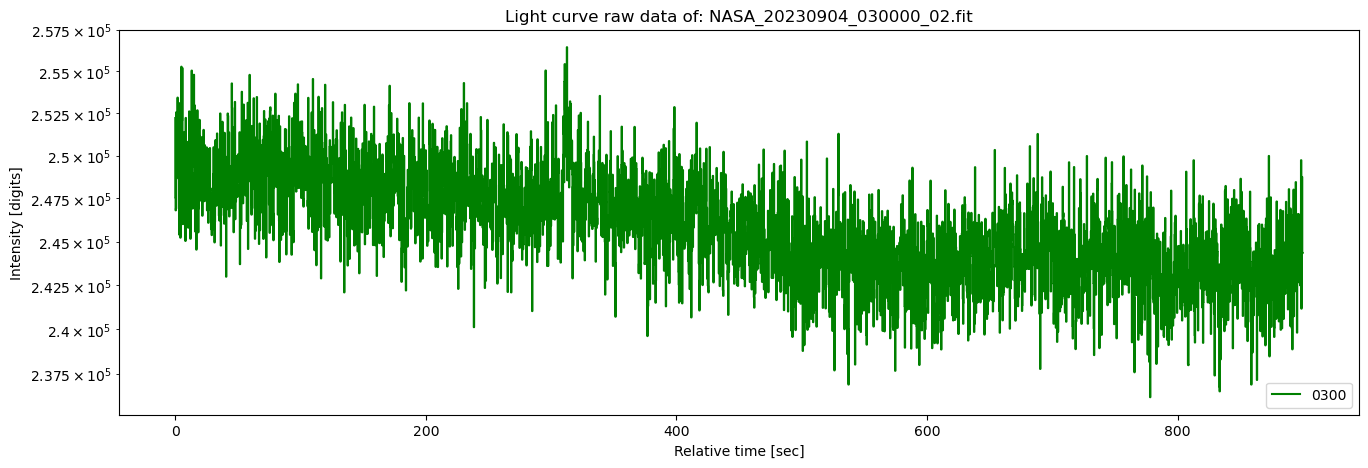 Light curve raw data of: NASA_20230904_030000_02.fit
Intensity [digits]
2.575 × 10⁵
2.55 × 10⁵
2.525 × 10⁵
2.5 × 10⁵
2.475 × 10⁵
2.45 × 10⁵
2.425 × 10⁵
2.4 × 10⁵
2.375 × 10⁵
0300
0 200 400 600 800
Relative time [sec]